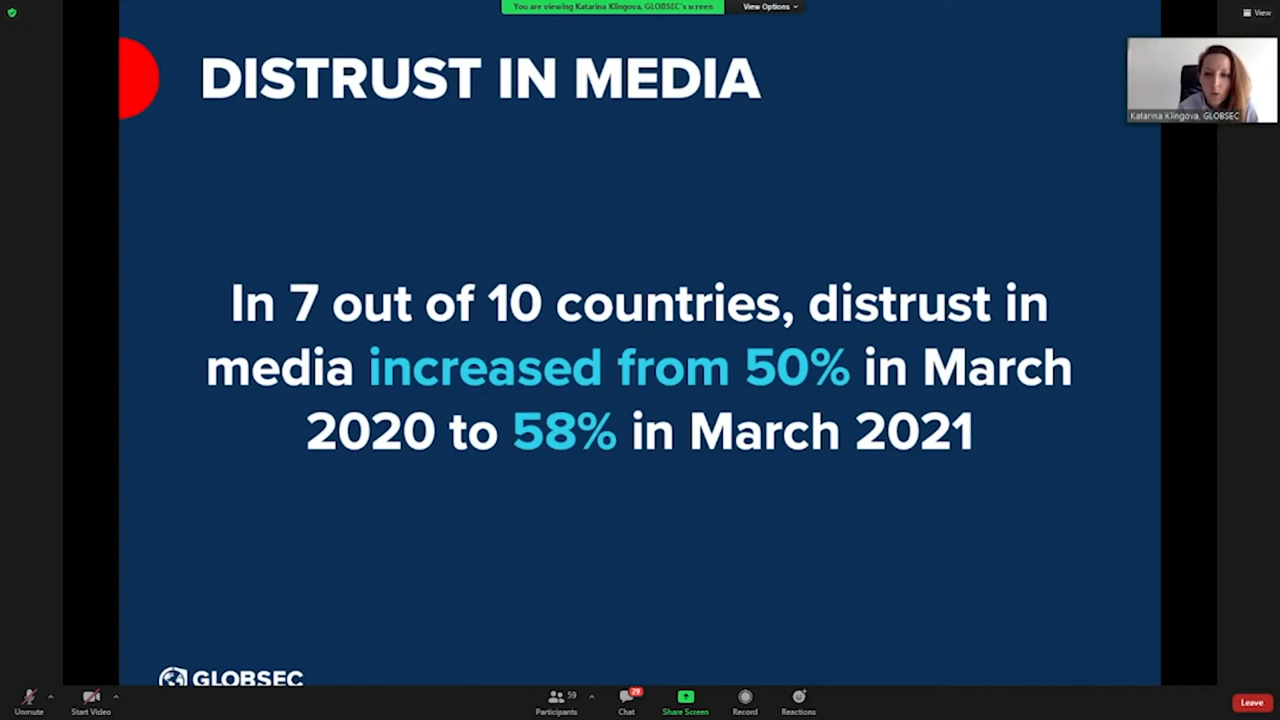 You are viewing Katarina Klingova, GLOBSEC's screen
View Options
View
DISTRUST IN MEDIA
Katarina Klingova, GLOBSEC
In 7 out of 10 countries, distrust in
media increased from 50% in March
2020 to 58% in March 2021
GLOBSEC
59
29
Unmute
Start Video
Participants
Chat
Share Screen
Record
Reactions
Leave